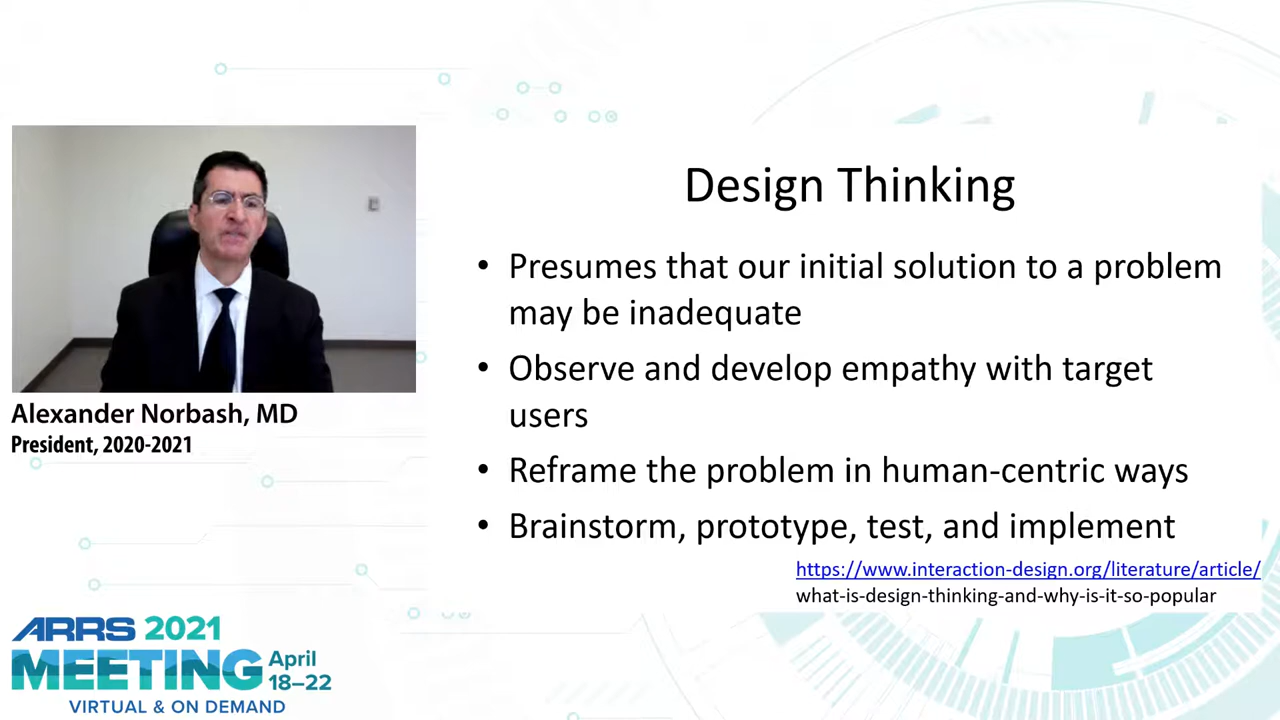 Design Thinking
• Presumes that our initial solution to a problem
may be inadequate
• Observe and develop empathy with target
users
• Reframe the problem in human-centric ways
• Brainstorm, prototype, test, and implement
https://www.interaction-design.org/literature/article/
what-is-design-thinking-and-why-is-it-so-popular
Alexander Norbash, MD
President, 2020-2021
ARRS 2021
MEETING April
18–22
VIRTUAL & ON DEMAND